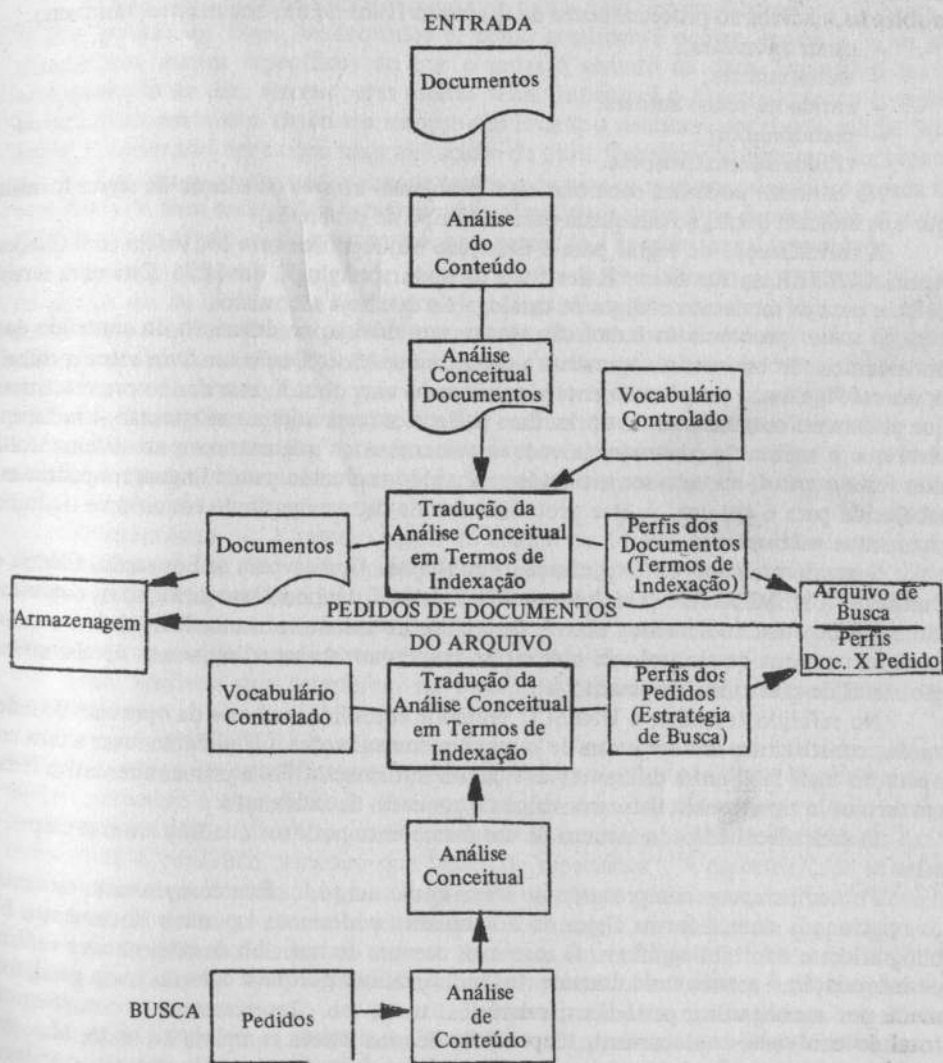 ENTRADA
Documentos
Análise
do
Conteúdo
Análise
Conceitual
Documentos
Vocabulário
Controlado
Documentos
Tradução da
Análise Conceitual
em Termos de
Indexação
Perfis dos
Documentos
(Termos de
Indexação)
Armazenagem
PEDIDOS DE DOCUMENTOS
DO ARQUIVO
Arquivo de
Busca
Perfis
Doc. X Pedido
Vocabulário
Controlado
Tradução da
Análise Conceitual
em Termos de
Indexação
Perfis dos
Pedidos
(Estratégia
de Busca)
Análise
Conceitual
BUSCA
Pedidos
Análise
de
Conteúdo